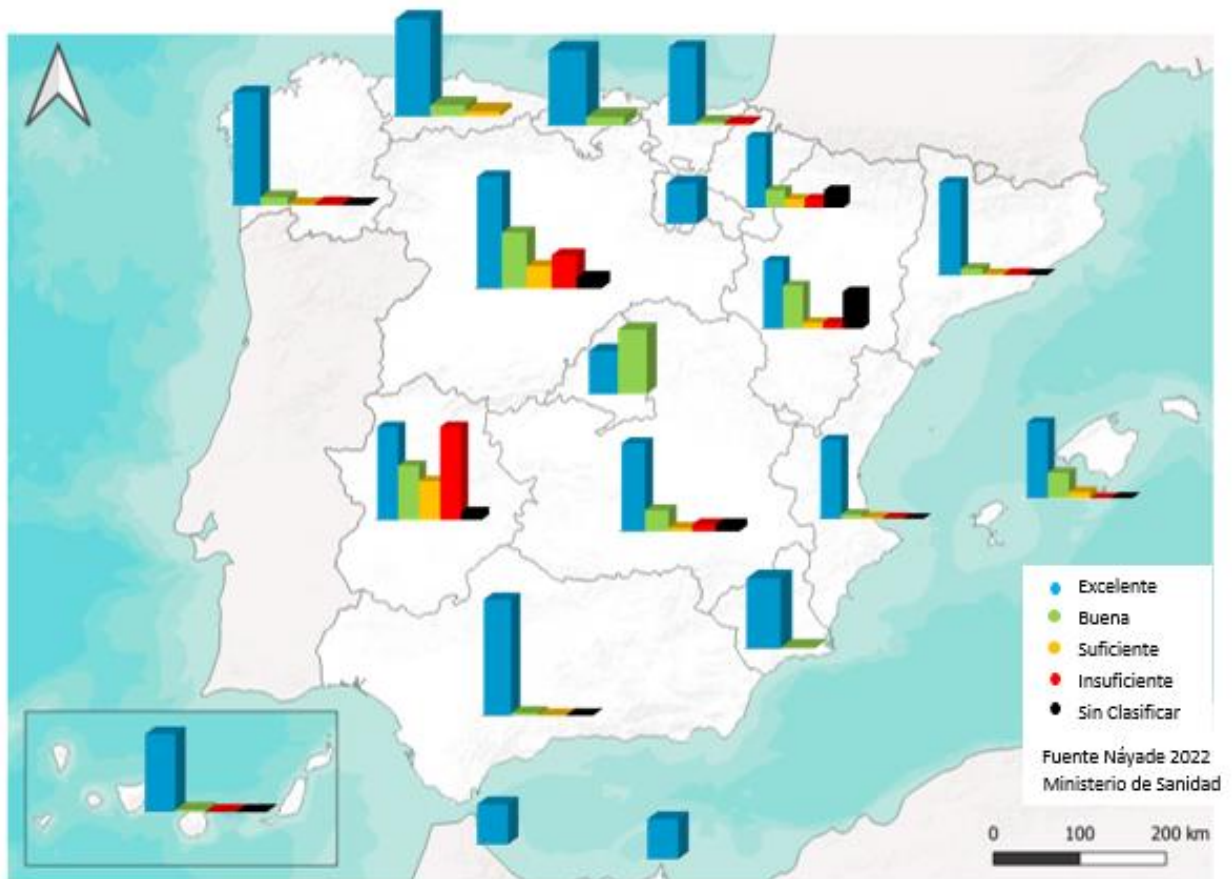 Excelente
Buena
Suficiente
Insuficiente
Sin Clasificar
Fuente Náyade 2022
Ministerio de Sanidad
0 100 200 km